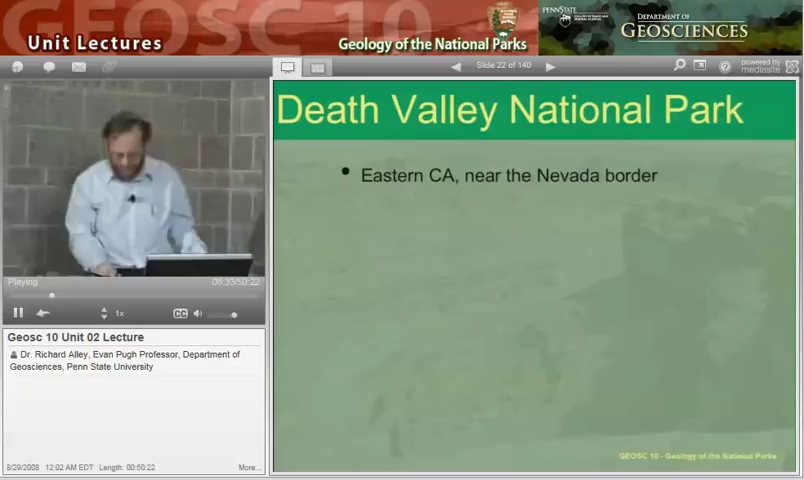 GEOSC 10
Unit Lectures
Geology of the National Parks
PENNSTATE
DEPARTMENT OF
GEOSCIENCES
Slide 22 of 140
powered by
mediasite
Death Valley National Park
• Eastern CA, near the Nevada border
Playing
08:33/50:22
1x
CC
Geosc 10 Unit 02 Lecture
Dr. Richard Alley, Evan Pugh Professor, Department of
Geosciences, Penn State University
8/29/2008 12:02 AM EDT Length: 00:50:22
More...
GEOSC 10 - Geology of the National Parks